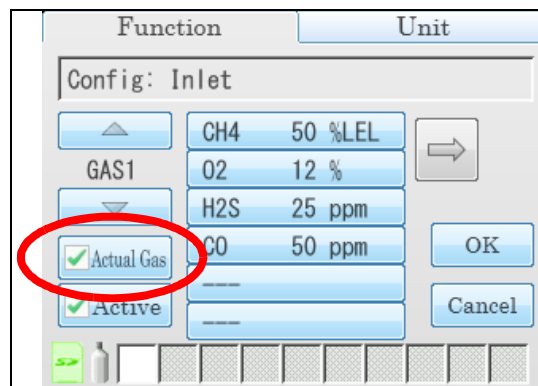 Function Unit
Config: Inlet
CH4 50 %LEL
GAS1 O2 12 %
H2S 25 ppm
Actual Gas CO 50 ppm OK
---
Active --- Cancel
SD